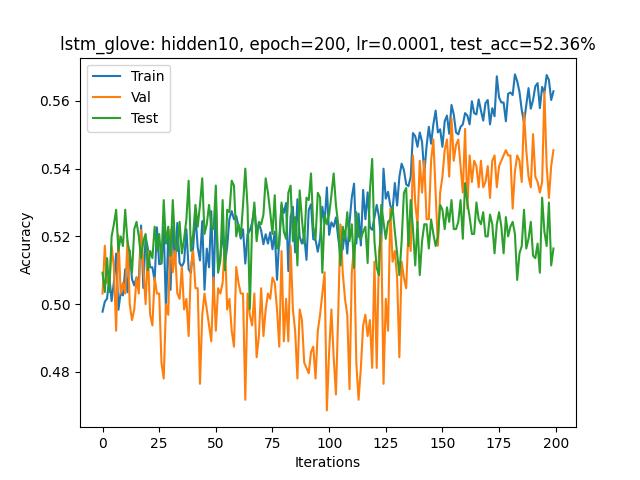 lstm_glove: hidden10, epoch=200, lr=0.0001, test_acc=52.36%
Train
Val
Test
0.56
0.54
0.52
0.50
0.48
Accuracy
0
25
50
75
100
125
150
175
200
Iterations